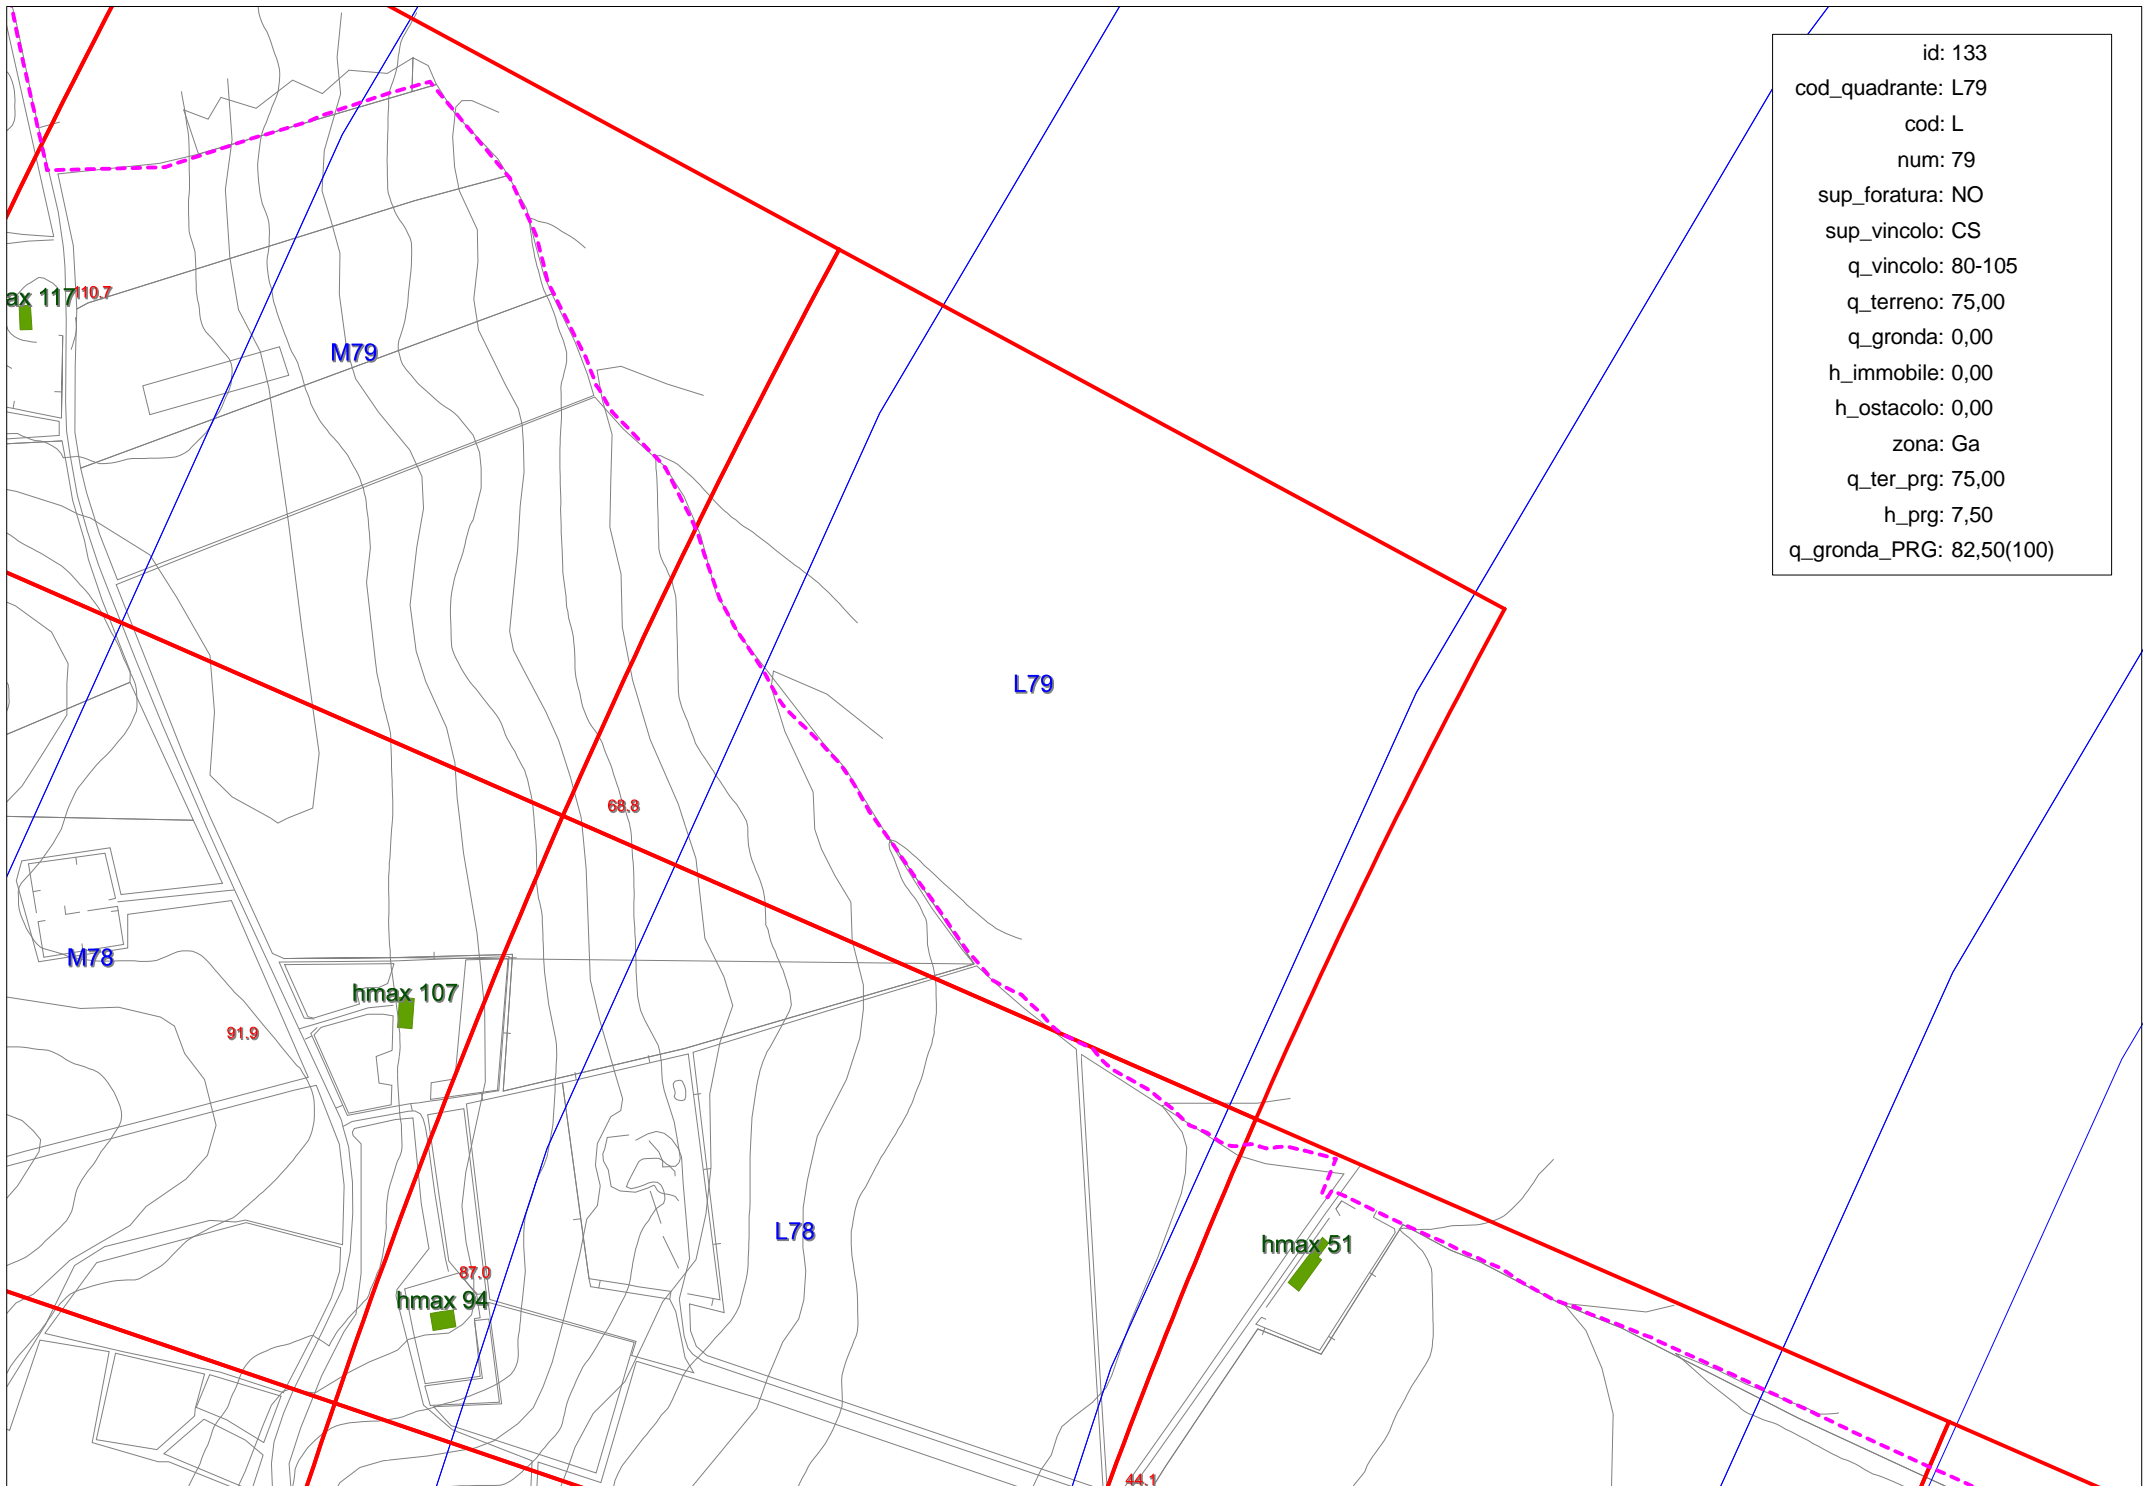 id: 133
cod_quadrante: L79
cod: L
num: 79
sup_foratura: NO
sup_vincolo: CS
q_vincolo: 80-105
q_terreno: 75,00
q_gronda: 0,00
h_immobile: 0,00
h_ostacolo: 0,00
zona: Ga
q_ter_prg: 75,00
h_prg: 7,50
q_gronda_PRG: 82,50(100)
ax 117 110.7
M79
L79
68.8
M78
hmax 107
91.9
L78
hmax 51
87.0
hmax 94
44.1